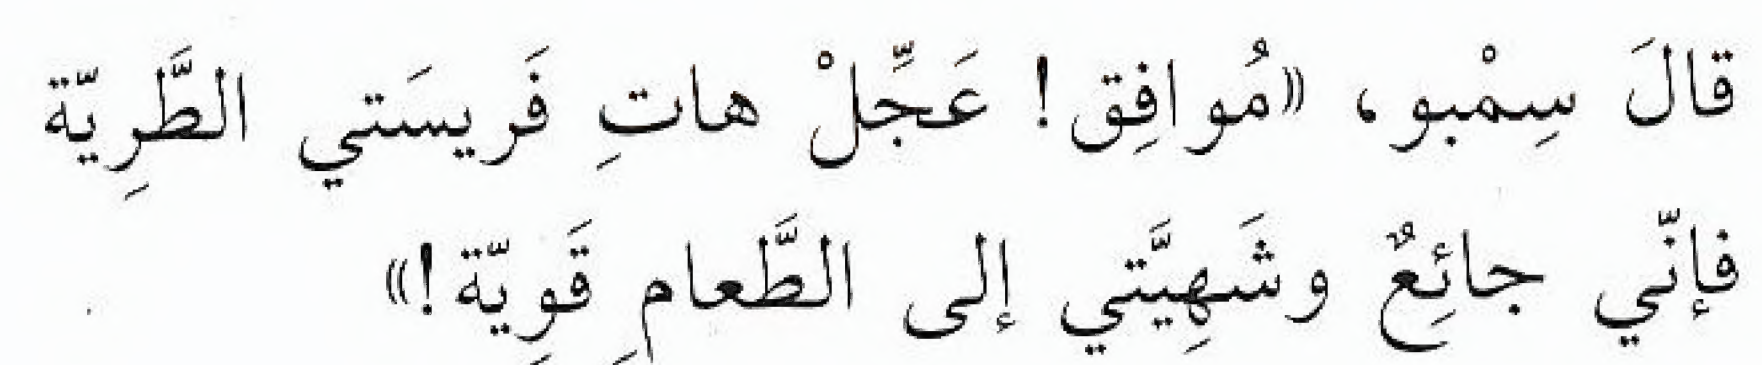 قالَ سِمْبو، «مُوافِق! عَجِّلْ هاتِ فَريسَتي الطَّرِيّة
فإنّي جائِعٌ وشَهِيَّتي إلى الطَّعامِ قَوِيّة!»